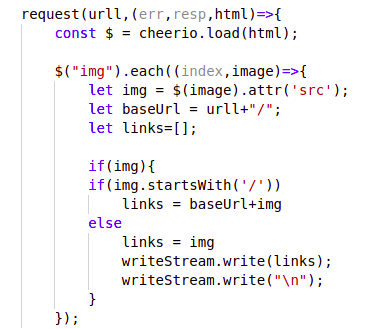 request(urll,(err,resp,html)=>{
const $ = cheerio.load(html);
$("img").each((index,image)=>{
let img = $(image).attr('src');
let baseUrl = urll+"/";
let links=[];
if(img){
if(img.startsWith('/'))
links = baseUrl+img
else
links = img
writeStream.write(links);
writeStream.write("\n");
}
});